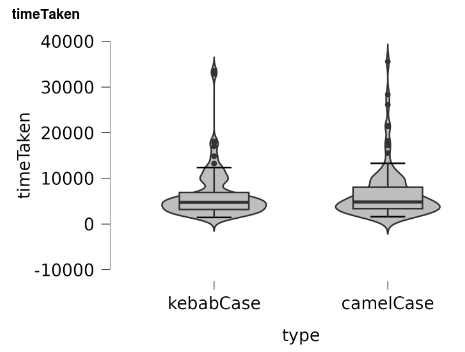 timeTaken
40000
30000
20000
10000
0
-10000
timeTaken
kebabCase
camelCase
type